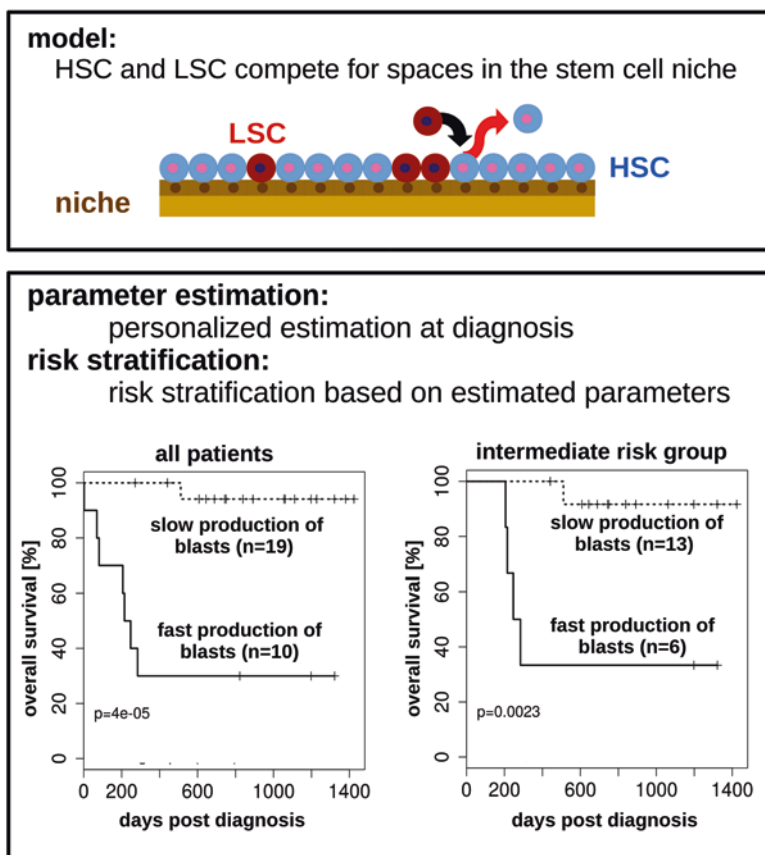 model:
HSC and LSC compete for spaces in the stem cell niche
LSC
HSC
niche
parameter estimation:
personalized estimation at diagnosis
risk stratification:
risk stratification based on estimated parameters
all patients
overall survival [%]
100
80
60
40
20
0
slow production of
blasts (n=19)
fast production of
blasts (n=10)
p=4e-05
0 200 600 1000 1400
days post diagnosis
intermediate risk group
overall survival [%]
100
80
60
40
20
0
slow production of
blasts (n=13)
fast production of
blasts (n=6)
p=0.0023
0 200 600 1000 1400
days post diagnosis